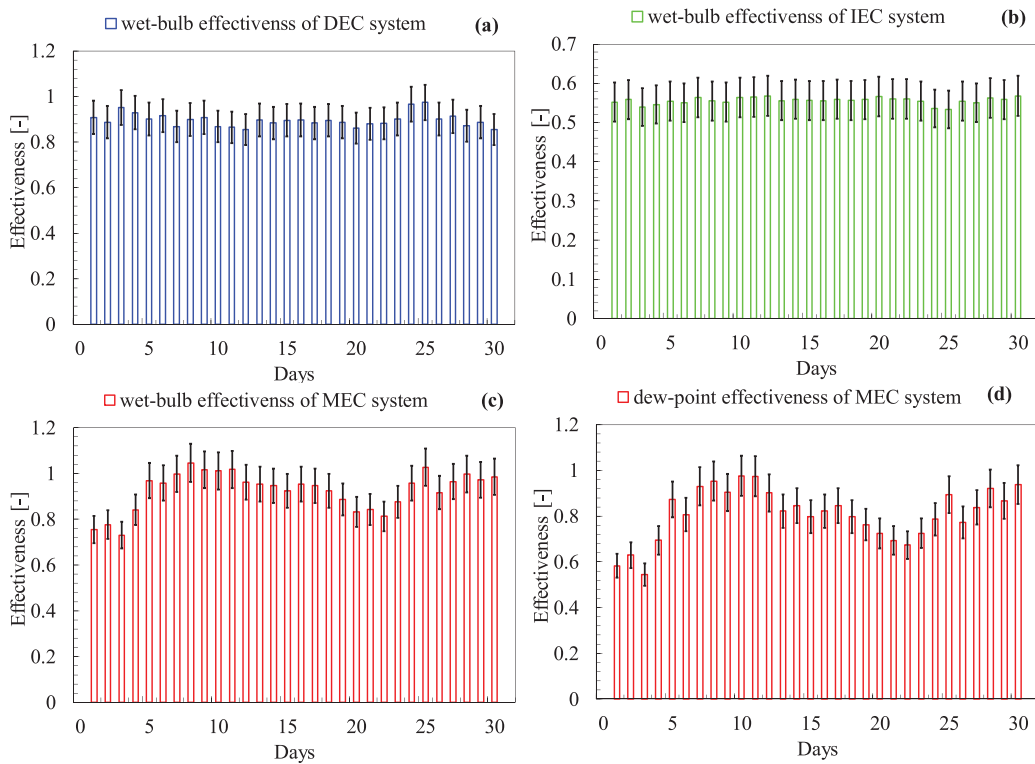 wet-bulb effectivenss of DEC system
(a)
1.2
1
0.8
0.6
0.4
0.2
0
Effectiveness [-]
0 5 10 15 20 25 30
Days
wet-bulb effectivenss of IEC system
(b)
0.7
0.6
0.5
0.4
0.3
0.2
0.1
0
Effectiveness [-]
0 5 10 15 20 25 30
Days
wet-bulb effectivenss of MEC system
(c)
1.2
1
0.8
0.6
0.4
0.2
0
Effectiveness [-]
0 5 10 15 20 25 30
Days
dew-point effectiveness of MEC system
(d)
1.2
1
0.8
0.6
0.4
0.2
0
Effectiveness [-]
0 5 10 15 20 25 30
Days